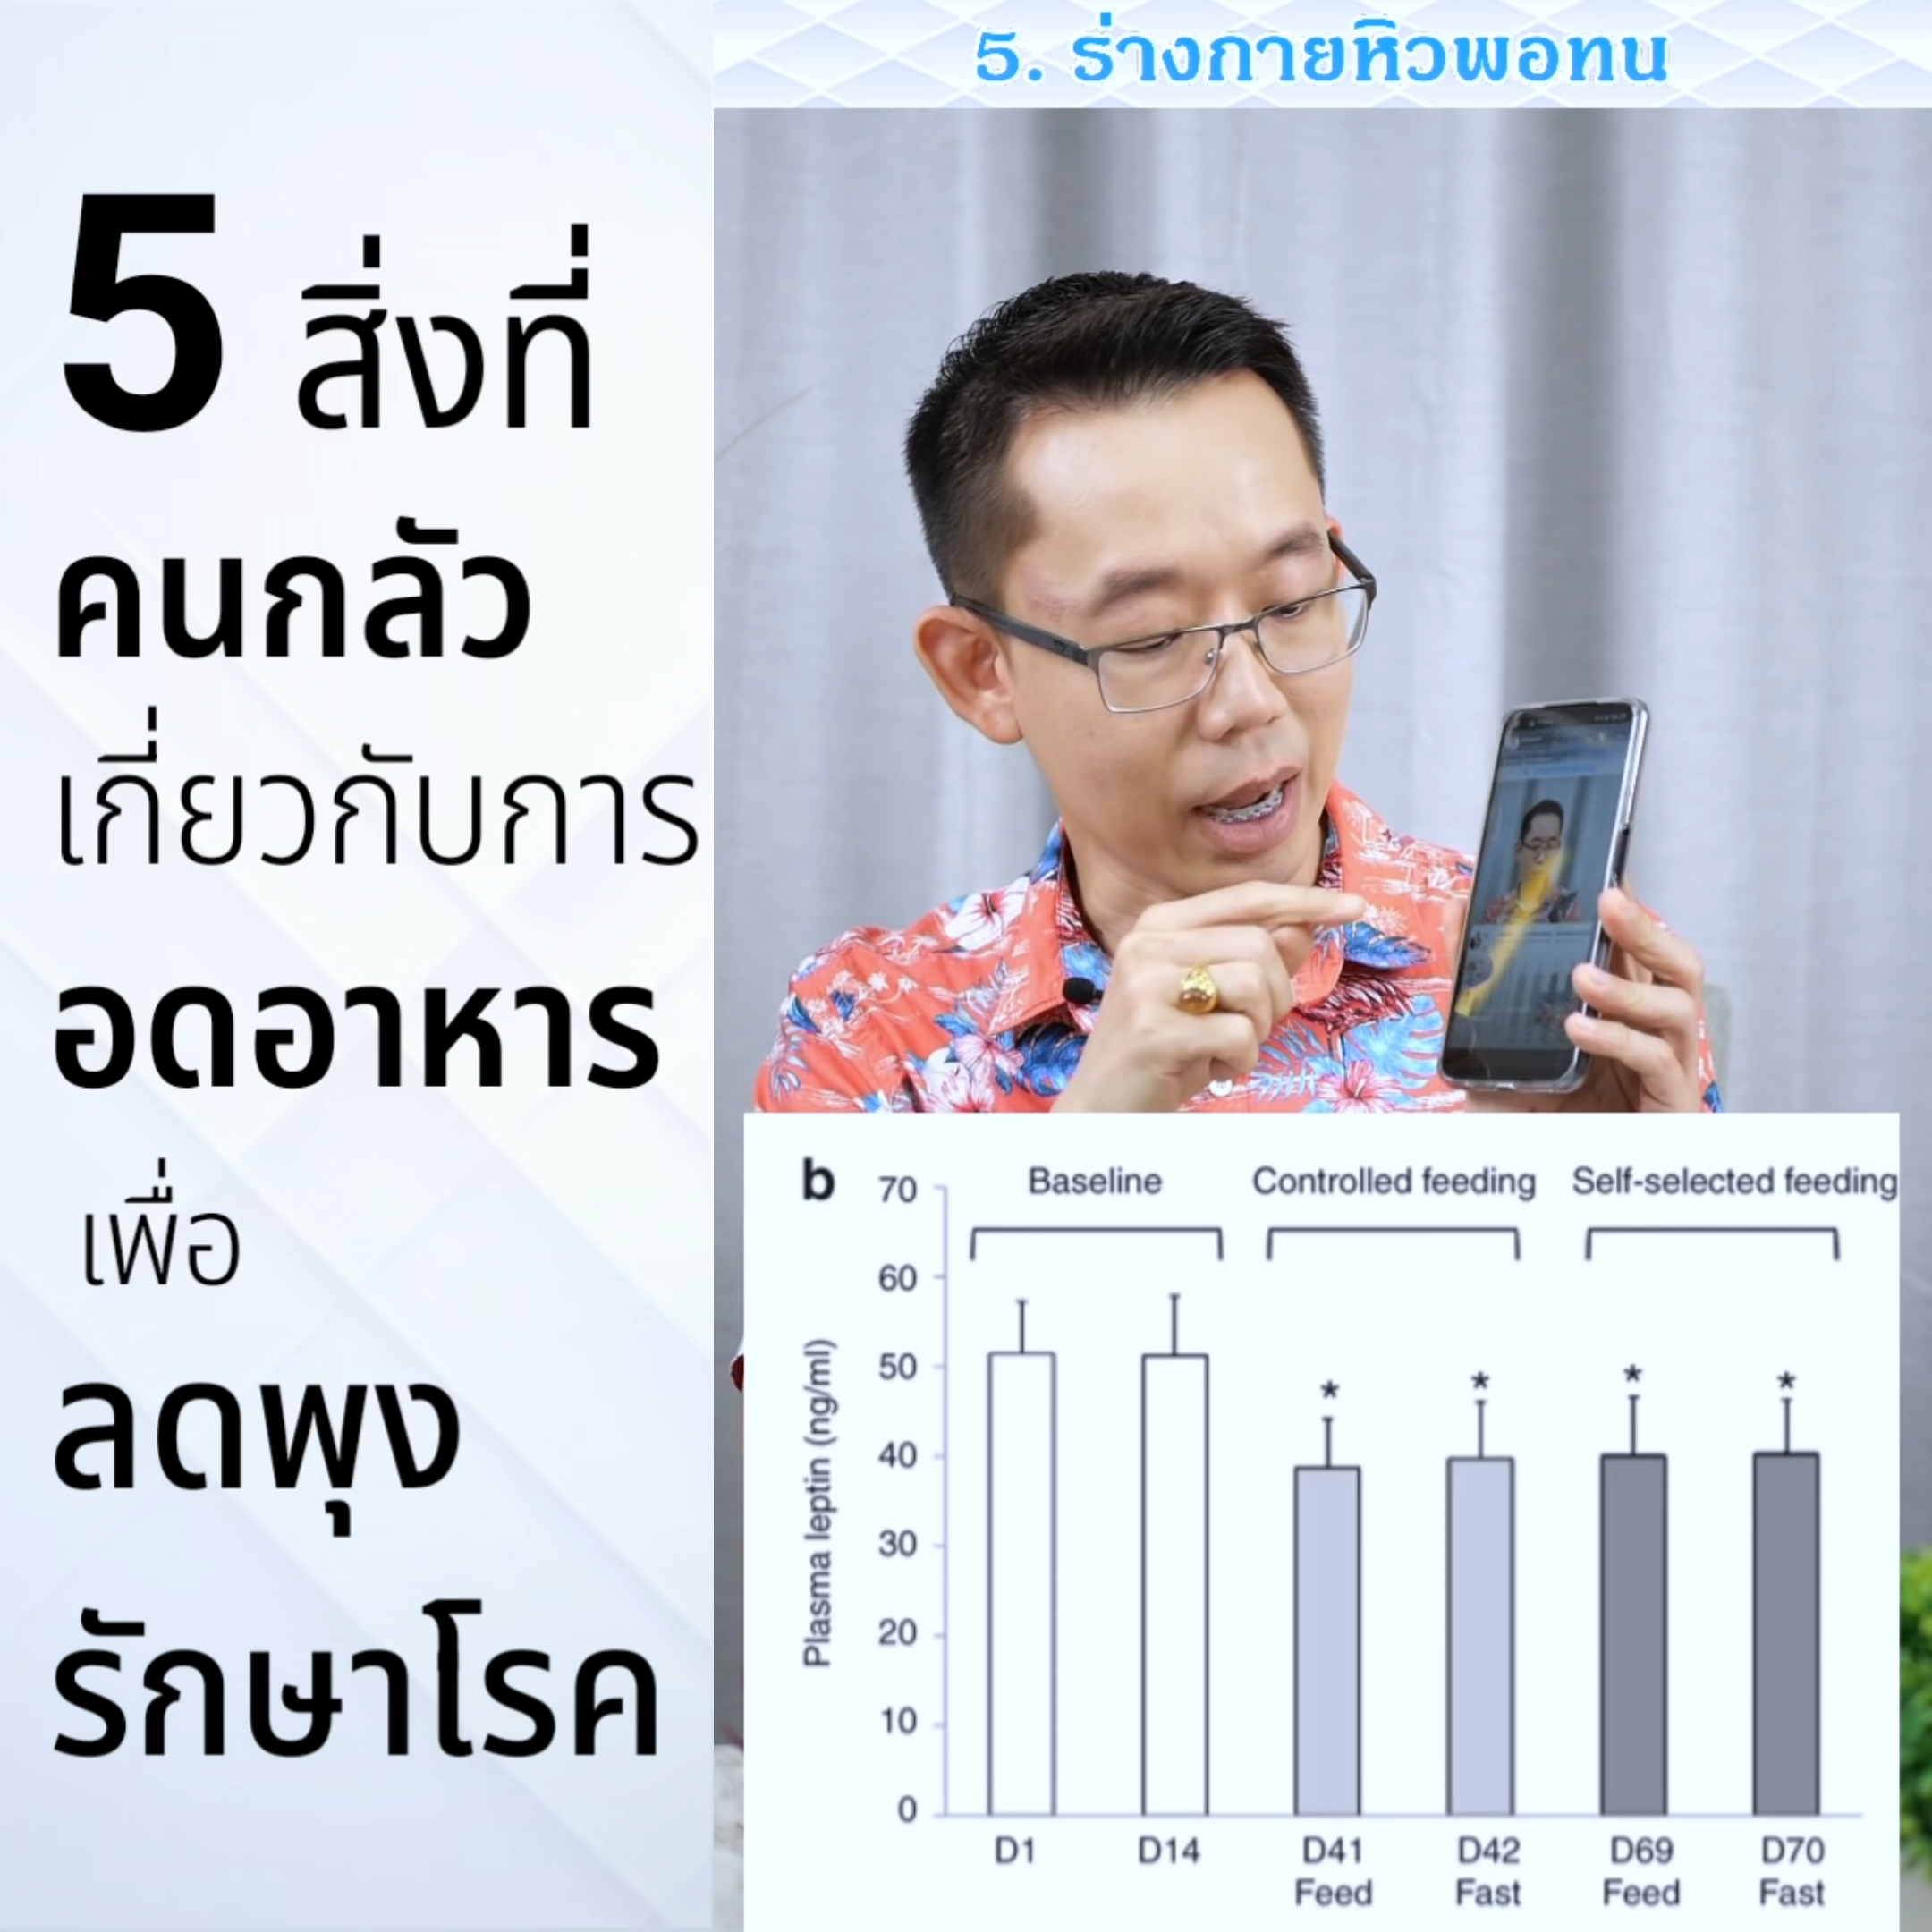 5 สิ่งที่
คนกลัว
เกี่ยวกับการ
อดอาหาร
เพื่อ
ลดพุง
รักษาโรค
5. ร่างกายหิวพอทน
b
Baseline
Controlled feeding
Self-selected feeding
Plasma leptin (ng/ml)
70
60
50
40
30
20
10
0
*
*
*
*
D1
D14
D41
D42
D69
D70
Feed
Fast
Feed
Fast